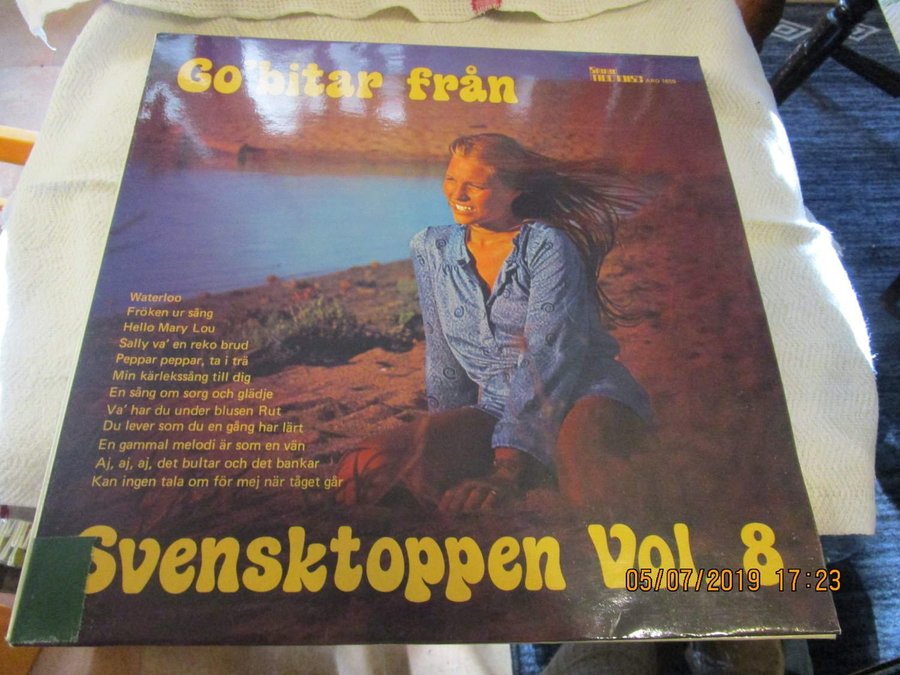 Go'bitar från
ARO 1659
Waterloo
Fröken ur sång
Hello Mary Lou
Sally va' en reko brud
Peppar peppar, ta i trä
Min kärlekssång till dig
En sång om sorg och glädje
Va' har du under blusen Rut
Du lever som du en gång har lärt
En gammal melodi är som en vän
Aj, aj, aj, det bultar och det bankar
Kan ingen tala om för mej när tåget går
Svensktoppen Vol. 8
05/07/2019 17:23